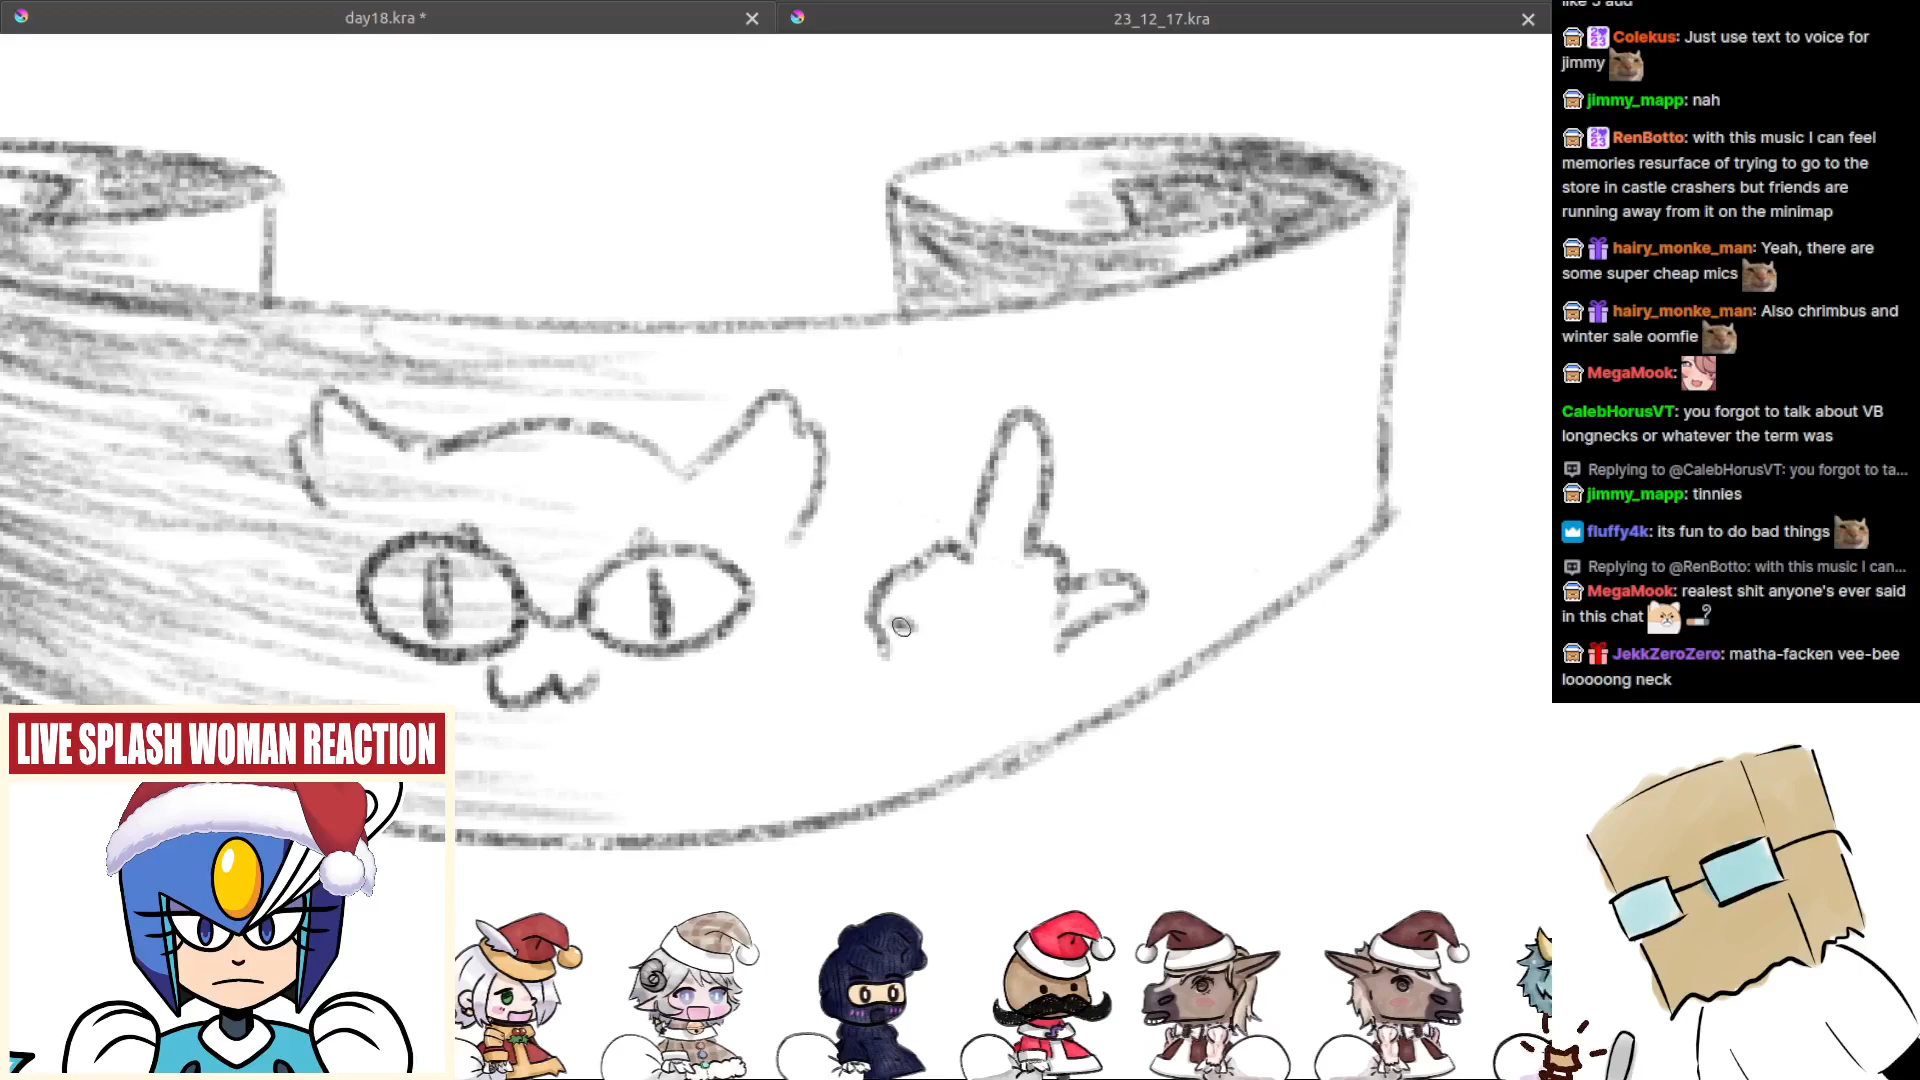 day18.kra *
23_12_17.kra
Colekus: Just use text to voice for
jimmy
jimmy_mapp: nah
RenBotto: with this music I can feel
memories resurface of trying to go to the
store in castle crashers but friends are
running away from it on the minimap
hairy_monke_man: Yeah, there are
some super cheap mics
hairy_monke_man: Also chrimbus and
winter sale oomfie
MegaMook:
CalebHorusVT: you forgot to talk about VB
longnecks or whatever the term was
Replying to @CalebHorusVT: you forgot to ta...
jimmy_mapp: tinnies
fluffy4k: its fun to do bad things
Replying to @RenBotto: with this music I can...
MegaMook: realest shit anyone's ever said
in this chat
JekkZeroZero: matha-facken vee-bee
looooong neck
LIVE SPLASH WOMAN REACTION